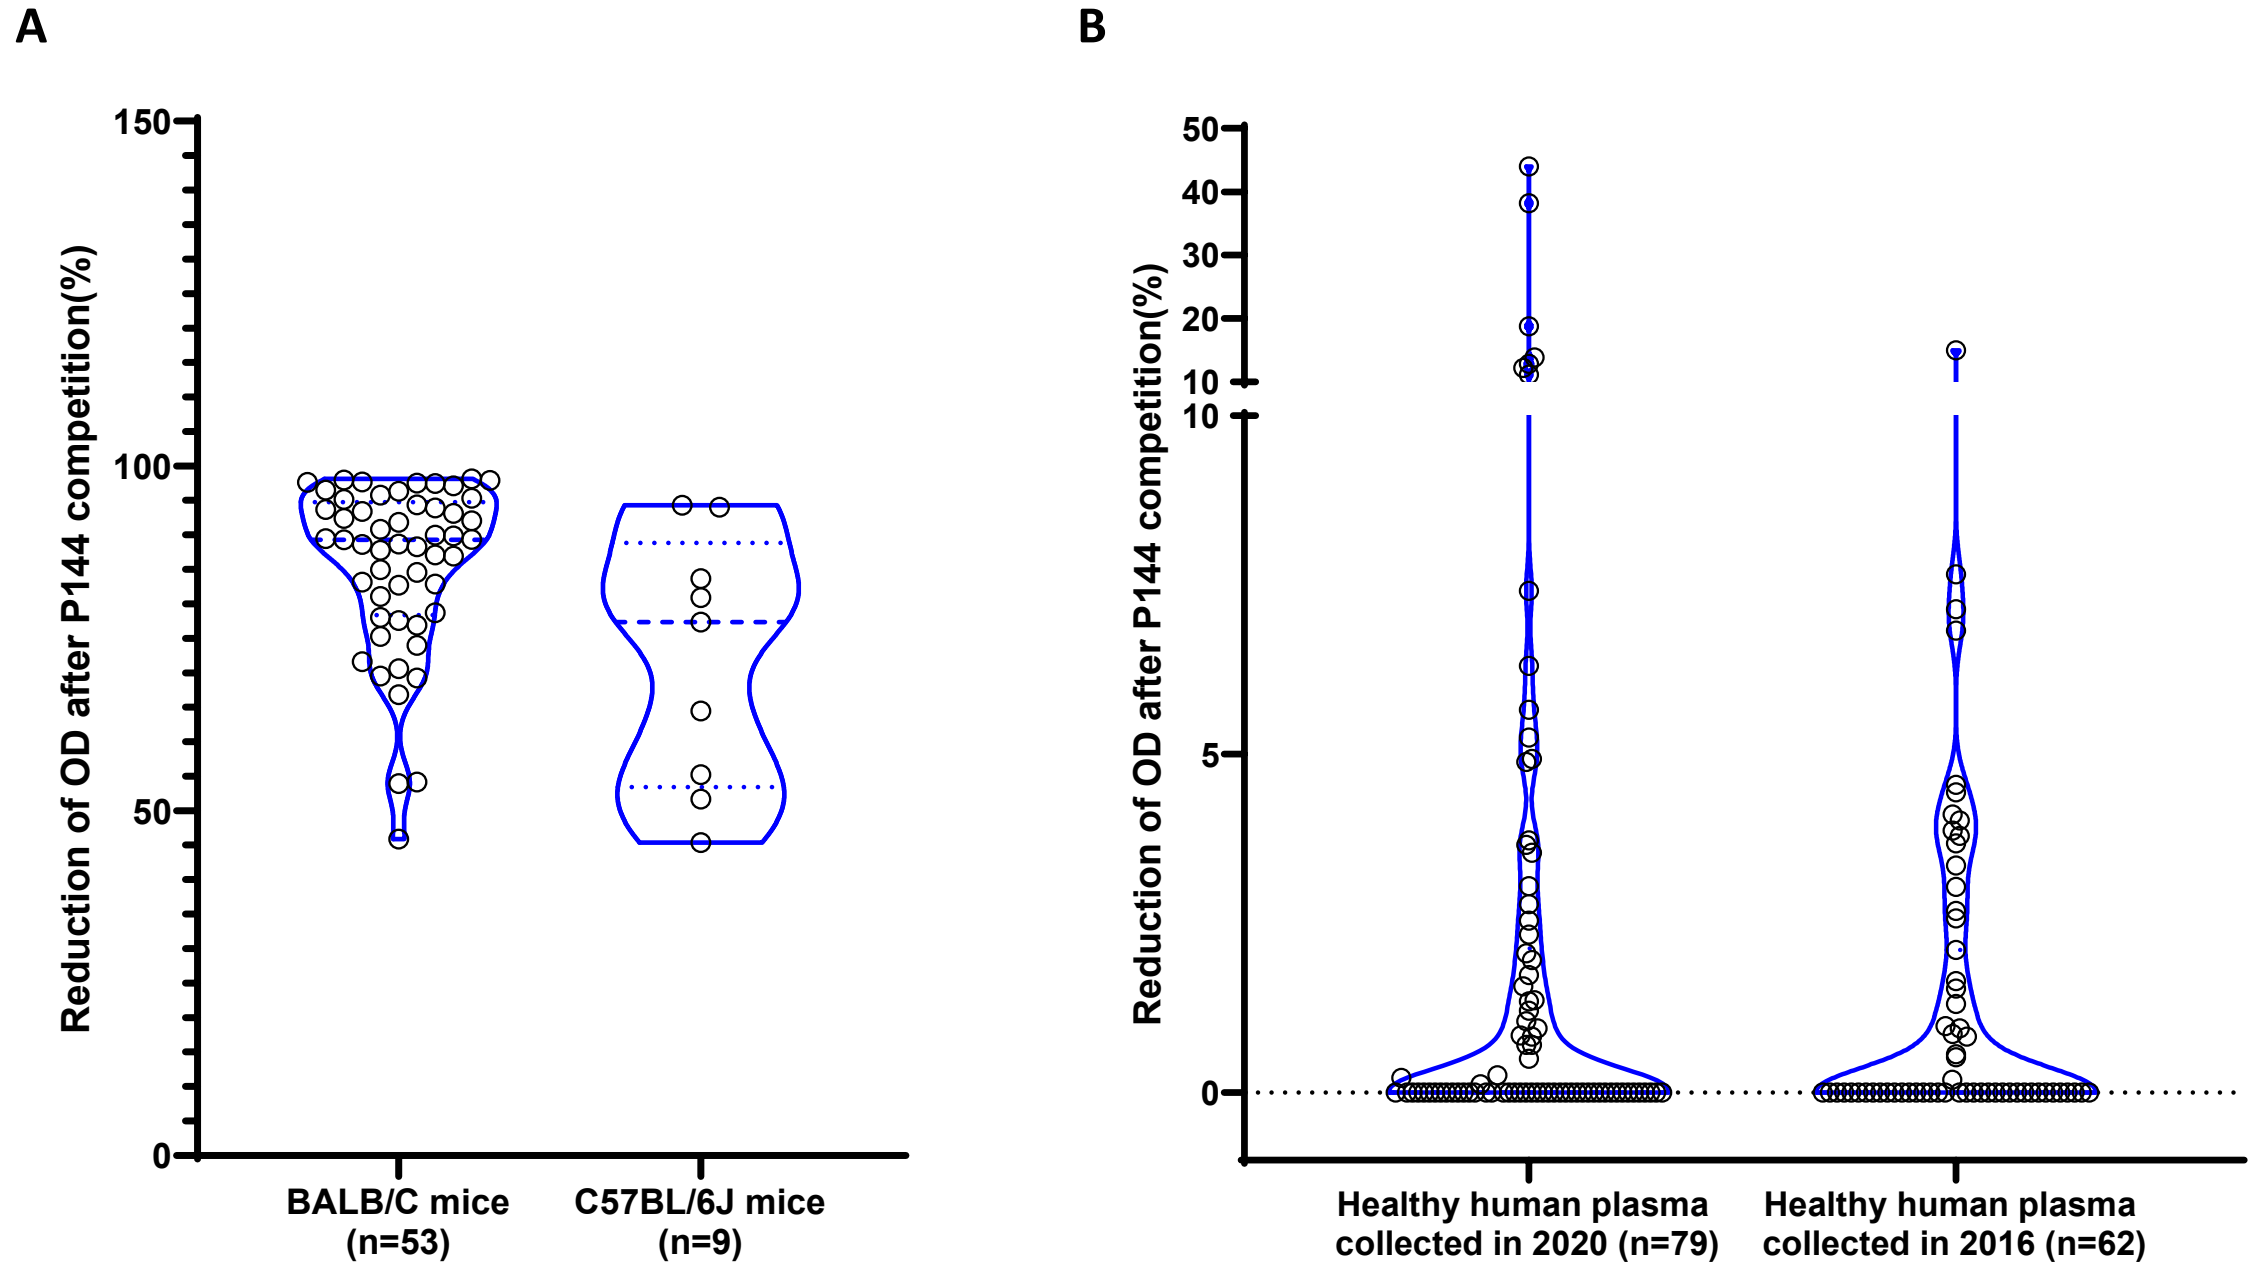 A
Reduction of OD after P144 competition(%)
150
100
50
0
BALB/C mice
(n=53)
C57BL/6J mice
(n=9)
B
Reduction of OD after P144 competition(%)
50
40
30
20
10
10
5
0
Healthy human plasma
collected in 2020 (n=79)
Healthy human plasma
collected in 2016 (n=62)